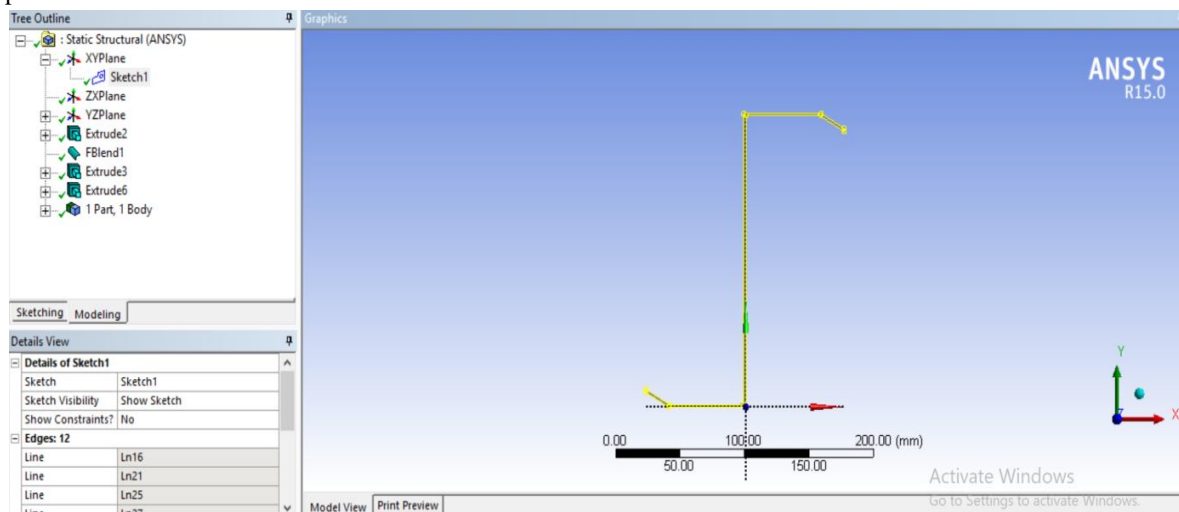 Tree Outline
: Static Structural (ANSYS)
XYPlane
Sketch1
ZXPlane
YZPlane
Extrude2
FBlend1
Extrude3
Extrude6
1 Part, 1 Body
Sketching Modeling
Details View
Details of Sketch1
Sketch Sketch1
Sketch Visibility Show Sketch
Show Constraints? No
Edges: 12
Line Ln16
Line Ln21
Line Ln25
Graphics
ANSYS
R15.0
Y
X
0.00 100.00 200.00 (mm)
50.00 150.00
Activate Windows
Go to Settings to activate Windows.
Model View Print Preview